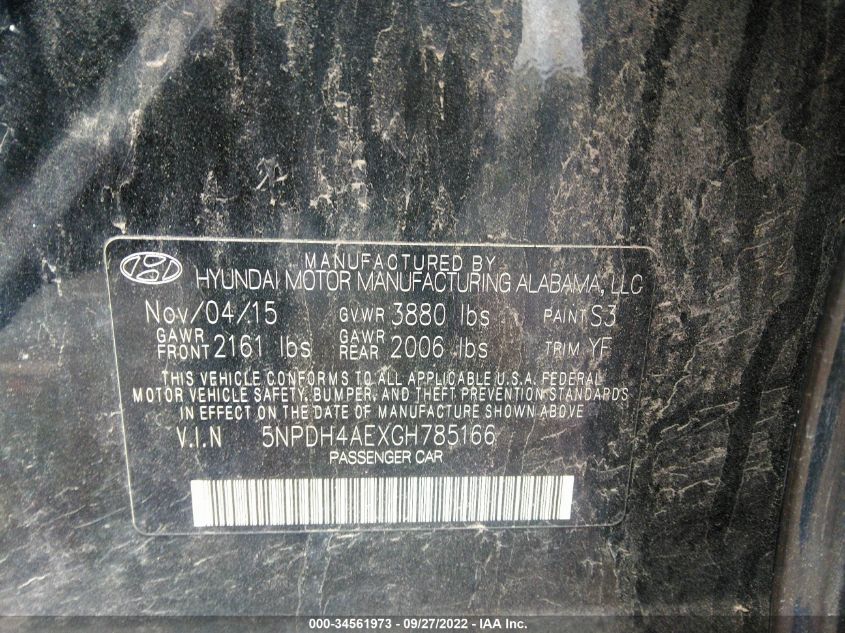 MANUFACTURED BY
HYUNDAI MOTOR MANUFACTURING ALABAMA, LLC
Nov/04/15 GVWR 3880 lbs PAINT S3
GAWR FRONT 2161 lbs GAWR REAR 2006 lbs TRIM YF
THIS VEHICLE CONFORMS TO ALL APPLICABLE U.S.A. FEDERAL
MOTOR VEHICLE SAFETY, BUMPER, AND THEFT PREVENTION STANDARDS
IN EFFECT ON THE DATE OF MANUFACTURE SHOWN ABOVE
V.I.N 5NPDH4AEXGH785166
PASSENGER CAR
000-34561973 - 09/27/2022 - IAA Inc.